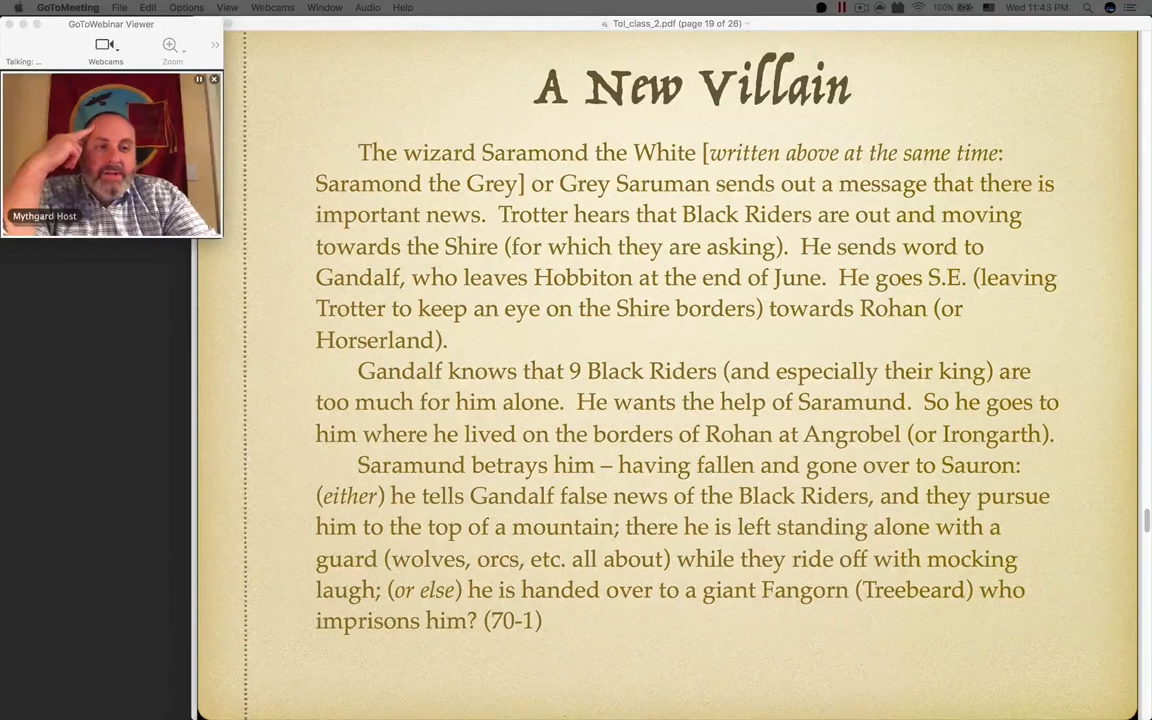 GoToMeeting File Edit Options View Webcams Window Audio Help 100% Wed 11:43 PM
GoToWebinar Viewer
ToI_class_2.pdf (page 19 of 26)
Talking: ... Webcams Zoom
Mythgard Host
A New Villain
The wizard Saramond the White [written above at the same time:
Saramond the Grey] or Grey Saruman sends out a message that there is
important news. Trotter hears that Black Riders are out and moving
towards the Shire (for which they are asking). He sends word to
Gandalf, who leaves Hobbiton at the end of June. He goes S.E. (leaving
Trotter to keep an eye on the Shire borders) towards Rohan (or
Horserland).
Gandalf knows that 9 Black Riders (and especially their king) are
too much for him alone. He wants the help of Saramund. So he goes to
him where he lived on the borders of Rohan at Angrobel (or Irongarth).
Saramund betrays him – having fallen and gone over to Sauron:
(either) he tells Gandalf false news of the Black Riders, and they pursue
him to the top of a mountain; there he is left standing alone with a
guard (wolves, orcs, etc. all about) while they ride off with mocking
laugh; (or else) he is handed over to a giant Fangorn (Treebeard) who
imprisons him? (70-1)